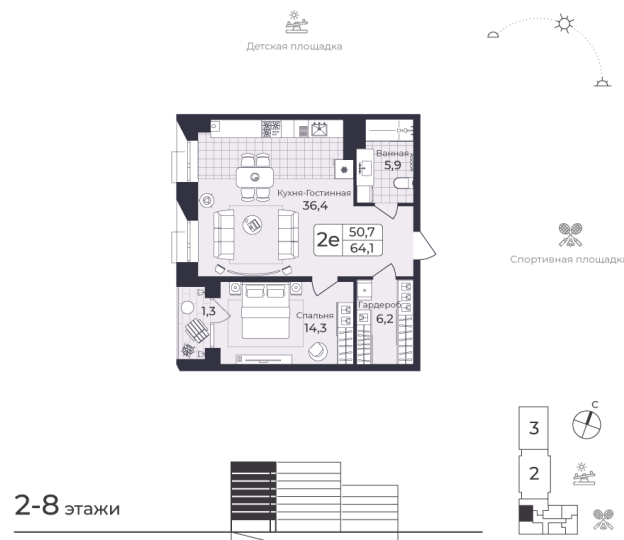 Детская площадка
Ванная
5,9
Кухня-Гостинная
36,4
2е
50,7
64,1
Спортивная площадка
1,3
Спальня
14,3
Гардероб
6,2
С
3
2
2-8 этажи